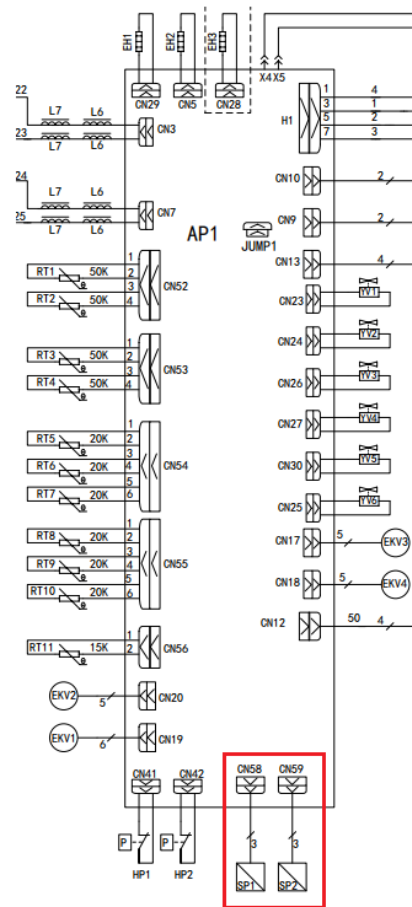 EH1 EH2 EH3
X4 X5
CN29 CN5 CN28
22 L7 L6
CN3
23 L7 L6
H1
1 4
3 1
5 2
7 3
24 L7 L6
CN7
25 L7 L6
AP1
JUMP1
CN10 2
CN9 2
CN13 4
CN23 YV1
CN24 YV2
CN26 YV3
CN27 YV4
CN30 YV5
CN25 YV6
CN17 5 EKV3
CN18 5 EKV4
CN12 50 4
1
RT1 50K 2
3
RT2 50K 4
CN52
1
RT3 50K 2
3
RT4 50K 4
CN53
1
RT5 20K 2
3
RT6 20K 4
5
RT7 20K 6
CN54
1
RT8 20K 2
3
RT9 20K 4
5
RT10 20K 6
CN55
1
RT11 15K 2
CN56
EKV2 5 CN20
EKV1 6 CN19
CN41 CN42 CN58 CN59
P P 3 3
HP1 HP2 SP1 SP2